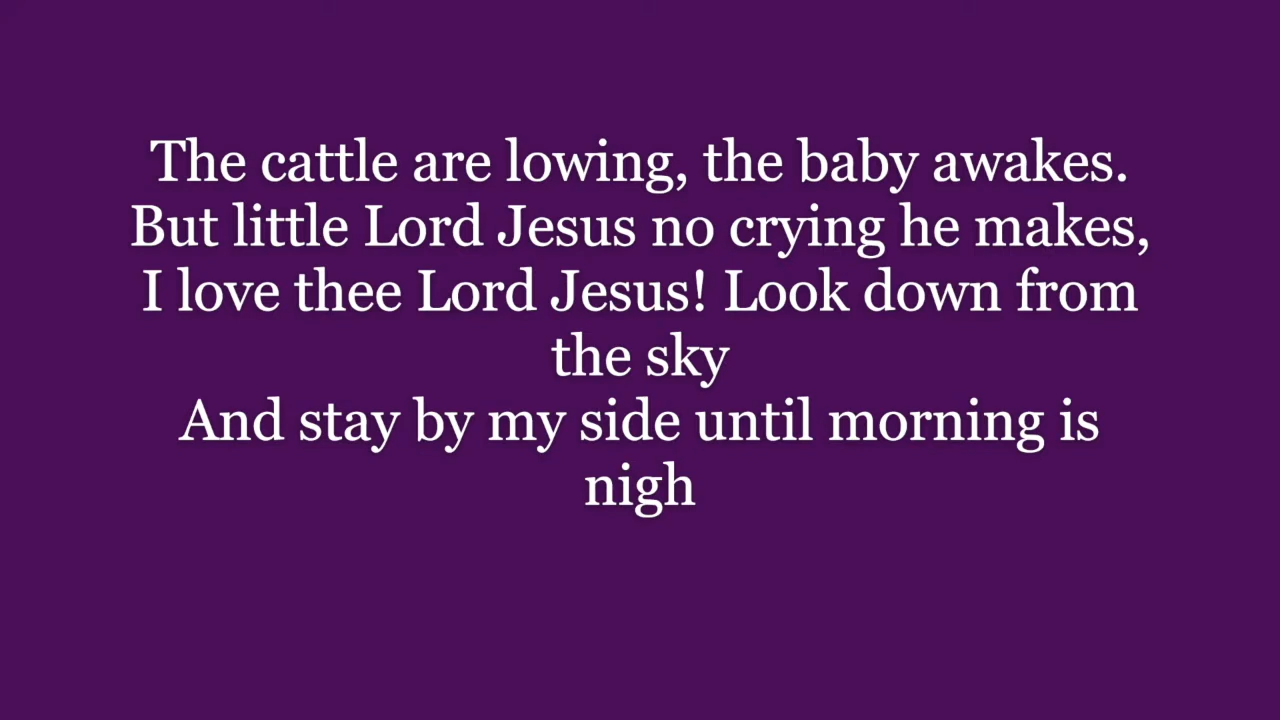 The cattle are lowing, the baby awakes.
But little Lord Jesus no crying he makes,
I love thee Lord Jesus! Look down from
the sky
And stay by my side until morning is
nigh